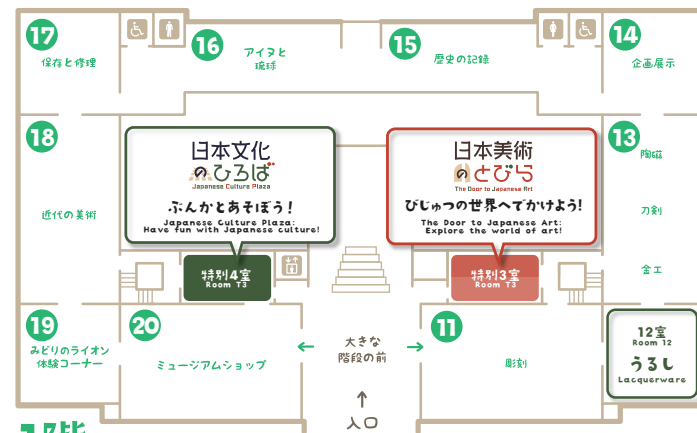 17
保存と修理
16
アイヌと
琉球
15
歴史の記録
14
企画展示
18
近代の美術
日本文化
のひろば
Japanese Culture Plaza
ぶんかとあそぼう！
Japanese Culture Plaza:
Have fun with Japanese culture!
特別4室
Room T3
日本美術
のとびら
The Door to Japanese Art
びじゅつの世界へでかけよう！
The Door to Japanese Art:
Explore the world of art!
特別3室
Room T3
13
陶磁
刀剣
金工
19
みどりのライオン
体験コーナー
20
ミュージアムショップ
← 大きな →
階段の前
↑
入口
11
彫刻
12室
Room 12
うるし
Lacquerware
1階